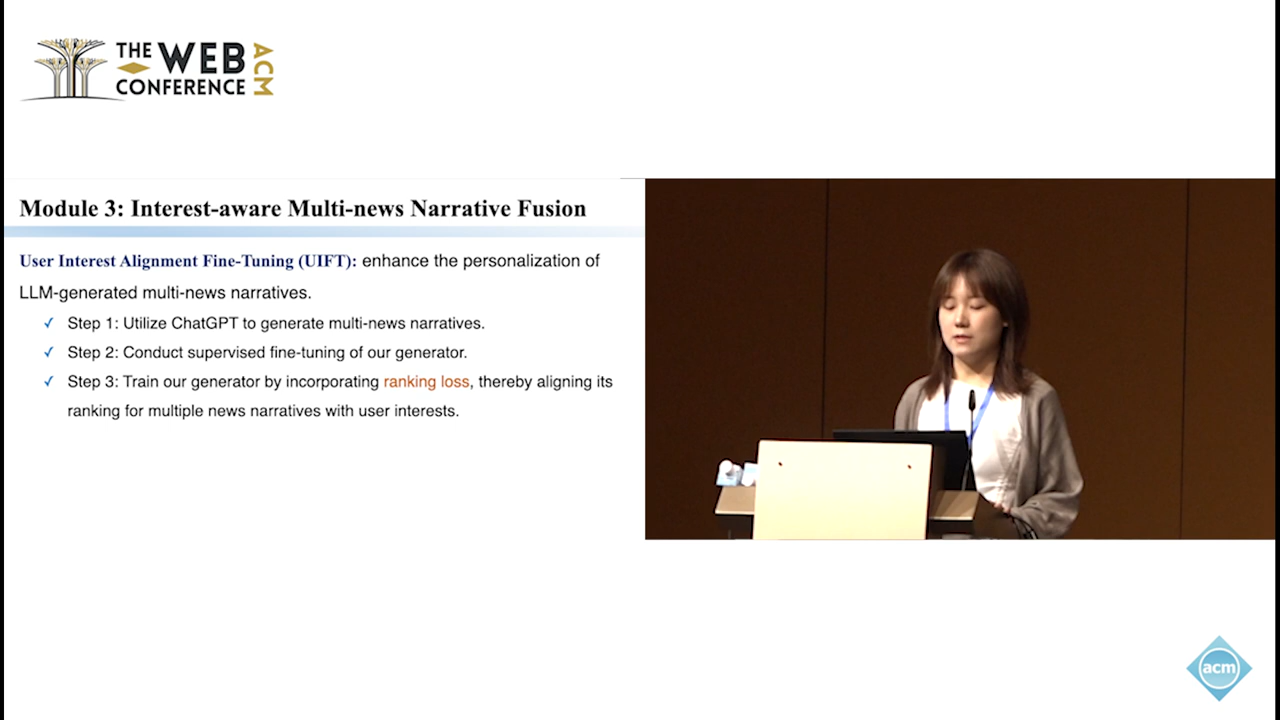 THE WEB
CONFERENCE
ACM
Module 3: Interest-aware Multi-news Narrative Fusion
User Interest Alignment Fine-Tuning (UIFT): enhance the personalization of
LLM-generated multi-news narratives.
✓ Step 1: Utilize ChatGPT to generate multi-news narratives.
✓ Step 2: Conduct supervised fine-tuning of our generator.
✓ Step 3: Train our generator by incorporating ranking loss, thereby aligning its
ranking for multiple news narratives with user interests.
acm